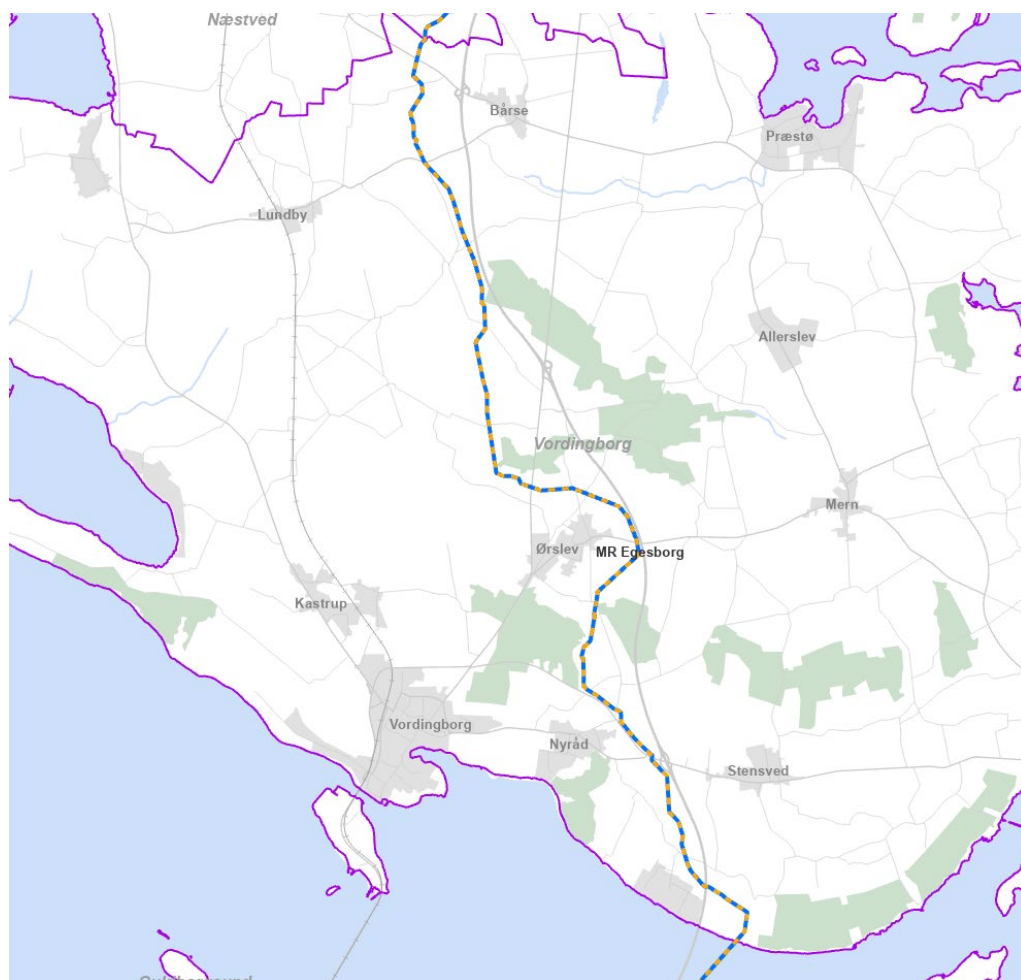 Næstved
Bårse
Præstø
Lundby
Allerslev
Vordingborg
Mern
Ørslev
MR Egesborg
Kastrup
Vordingborg
Nyråd
Stensved